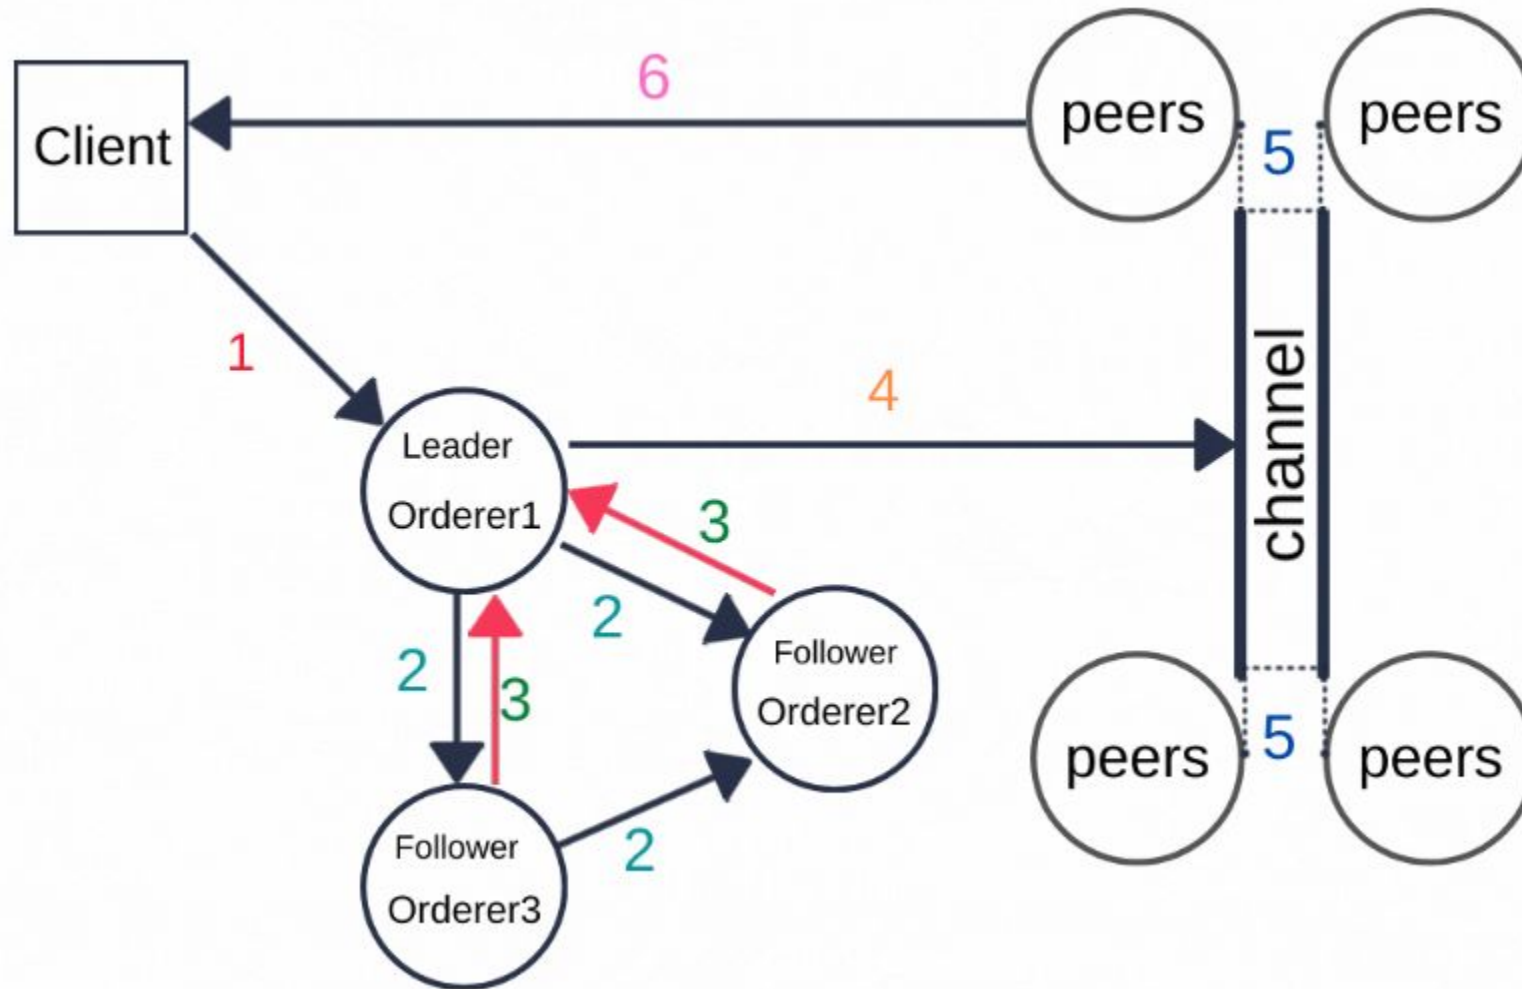 6
peers
peers
Client
5
1
4
Leader
Orderer1
channel
3
2
2
3
Follower
Orderer2
peers
5
peers
2
Follower
Orderer3